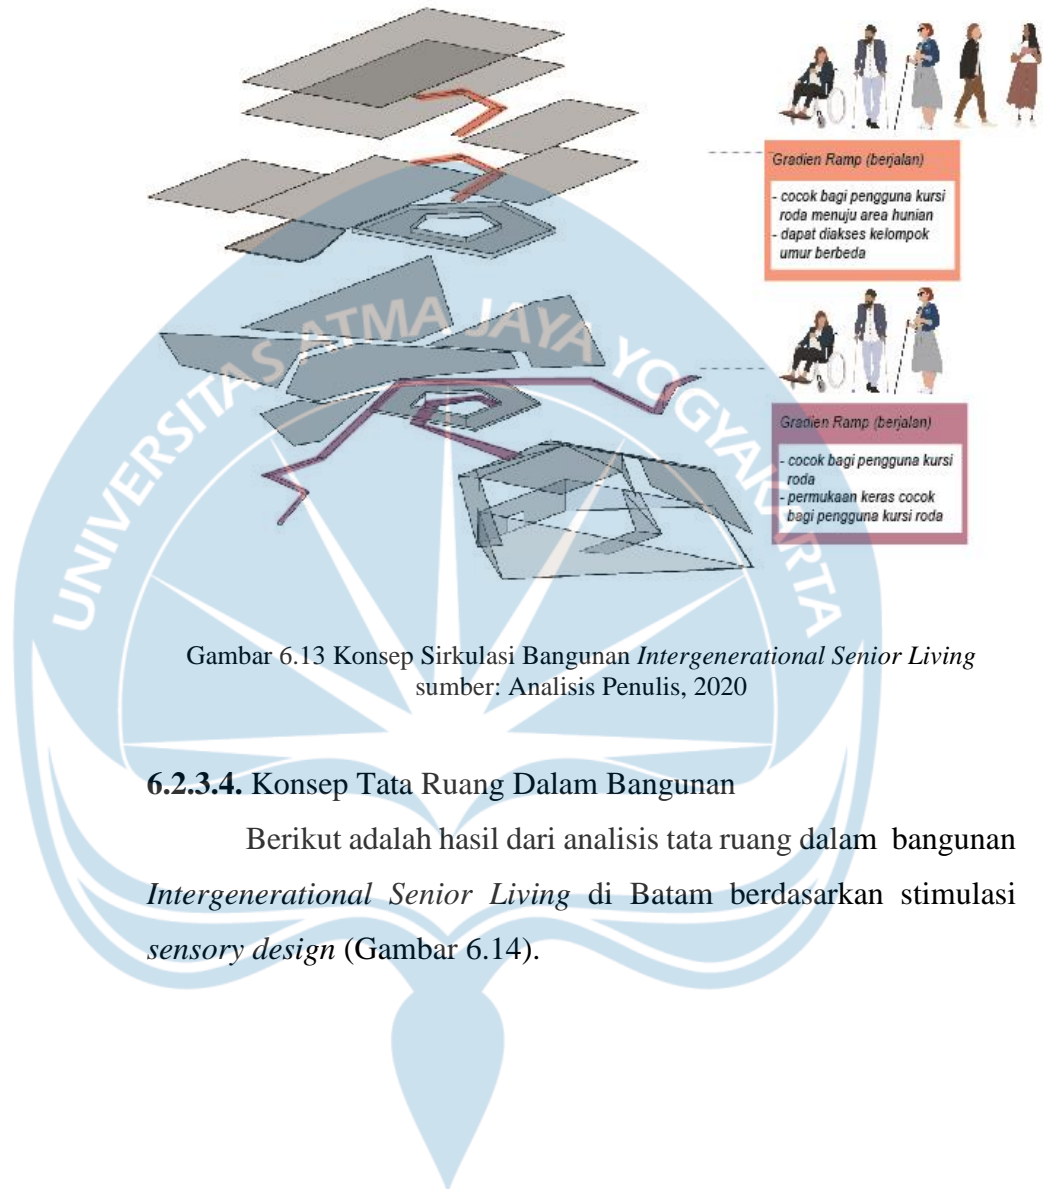 Gradien Ramp (berjalan)
- cocok bagi pengguna kursi
roda menuju area hunian
- dapat diakses kelompok
umur berbeda
Gradien Ramp (berjalan)
- cocok bagi pengguna kursi
roda
- permukaan keras cocok
bagi pengguna kursi roda
UNIVERSITAS ATMA JAYA YOGYAKARTA
Gambar 6.13 Konsep Sirkulasi Bangunan Intergenerational Senior Living
sumber: Analisis Penulis, 2020
6.2.3.4. Konsep Tata Ruang Dalam Bangunan
Berikut adalah hasil dari analisis tata ruang dalam bangunan
Intergenerational Senior Living di Batam berdasarkan stimulasi
sensory design (Gambar 6.14).